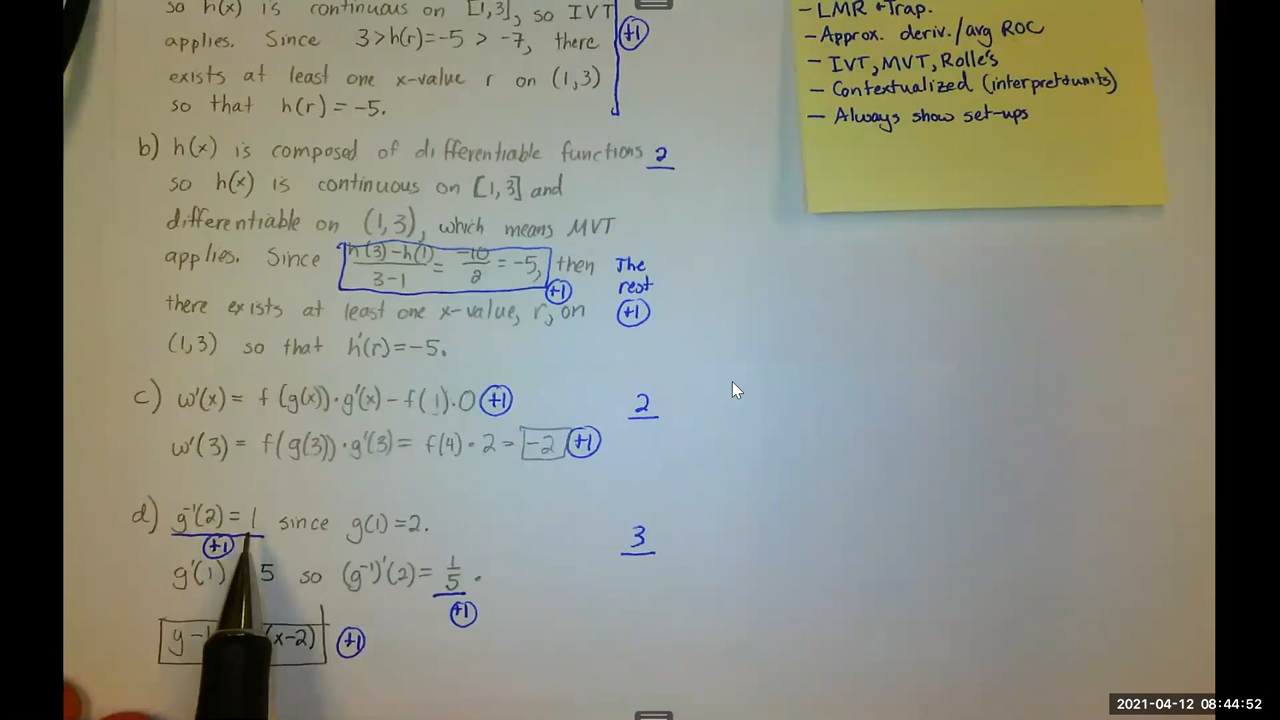 so h(x) is continuous on [1,3], so IVT
applies. Since 3>h(r)=-5 > -7, there
exists at least one x-value r on (1,3)
so that h(r) = -5.
+1
b) h(x) is composed of differentiable functions 2
so h(x) is continuous on [1,3] and
differentiable on (1,3), which means MVT
applies. Since h(3)-h(1)/3-1 = -10/2 = -5, then
+1
The
rest
+1
there exists at least one x-value, r, on
(1,3) so that h'(r)=-5.
c) w'(x) = f(g(x))·g'(x) - f(1)·0 +1
2
w'(3) = f(g(3))·g'(3) = f(4)·2 = -2 +1
d) g⁻¹(2) = 1 since g(1)=2.
+1
3
g'(1) 5 so (g⁻¹)'(2) = 1/5.
+1
y - (x-2) +1
- LMR + Trap.
- Approx. deriv./avg ROC
- IVT, MVT, Rolle's
- Contextualized (interpret+units)
- Always show set-ups
2021-04-12 08:44:52